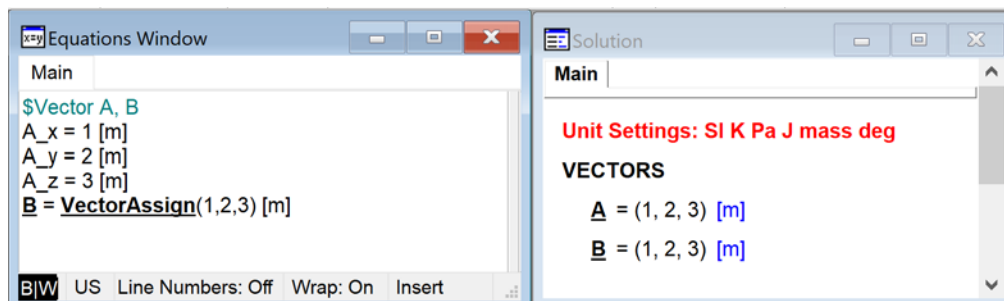 x=y Equations Window
Main
$Vector A, B
A_x = 1 [m]
A_y = 2 [m]
A_z = 3 [m]
B = VectorAssign(1,2,3) [m]
B|W US Line Numbers: Off Wrap: On Insert
Solution
Main
Unit Settings: SI K Pa J mass deg
VECTORS
A = (1, 2, 3) [m]
B = (1, 2, 3) [m]